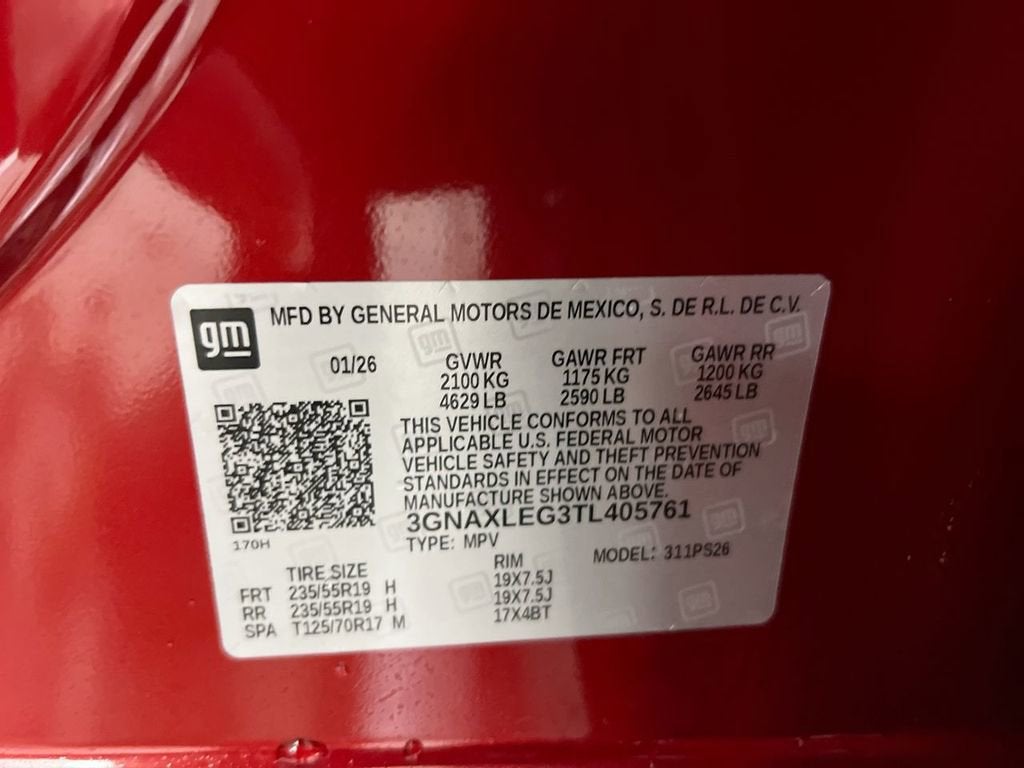 gm
MFD BY GENERAL MOTORS DE MEXICO, S. DE R.L. DE C.V.
01/26 GVWR GAWR FRT GAWR RR
2100 KG 1175 KG 1200 KG
4629 LB 2590 LB 2645 LB
THIS VEHICLE CONFORMS TO ALL
APPLICABLE U.S. FEDERAL MOTOR
VEHICLE SAFETY AND THEFT PREVENTION
STANDARDS IN EFFECT ON THE DATE OF
MANUFACTURE SHOWN ABOVE.
3GNAXLEG3TL405761
170H
TYPE: MPV MODEL: 311PS26
TIRE SIZE RIM
FRT 235/55R19 H 19X7.5J
RR 235/55R19 H 19X7.5J
SPA T125/70R17 M 17X4BT